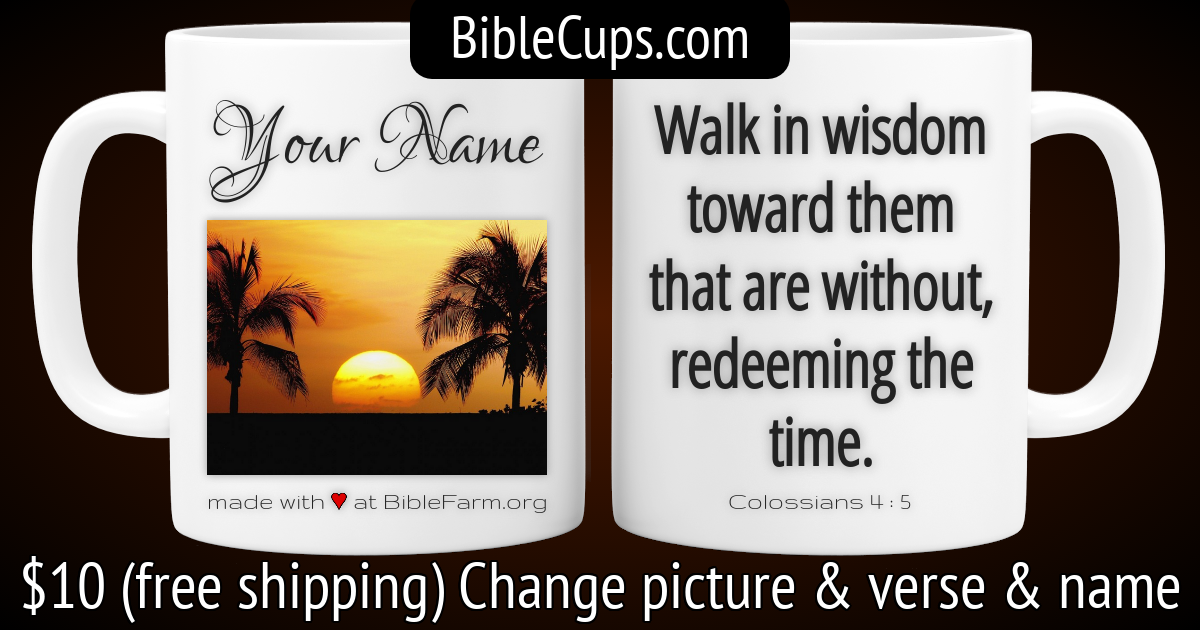 BibleCups.com
Your Name
made with ♥ at BibleFarm.org
Walk in wisdom
toward them
that are without,
redeeming the
time.
Colossians 4 : 5
$10 (free shipping) Change picture & verse & name